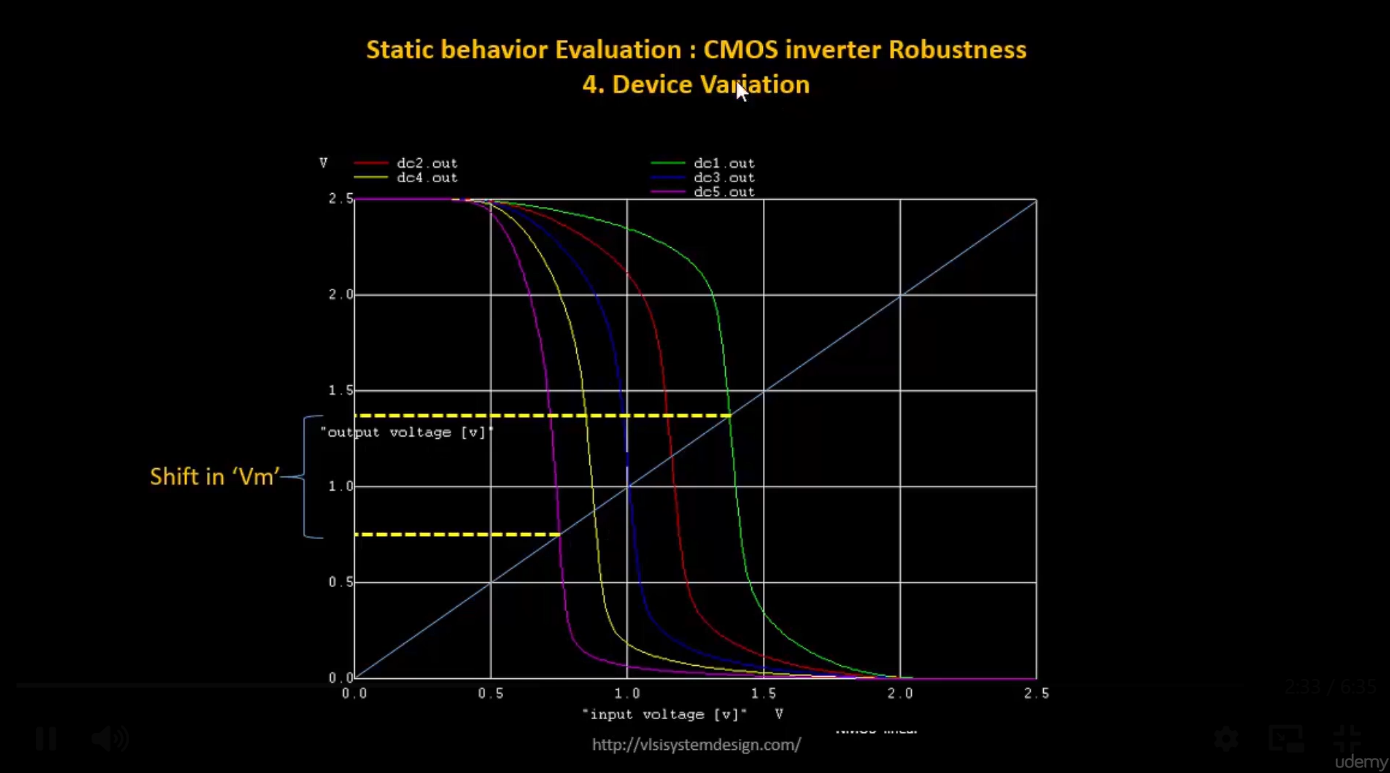 Static behavior Evaluation : CMOS inverter Robustness
4. Device Variation
V
dc2.out dc1.out
dc4.out dc3.out
dc5.out
2.5
2.0
1.5
"output voltage [v]"
Shift in ‘Vm’
1.0
0.5
0.0
0.0 0.5 1.0 1.5 2.0 2.5
"input voltage [v]" V
2:33 / 6:35
NMOS linear
http://vlsisystemdesign.com/
udemy